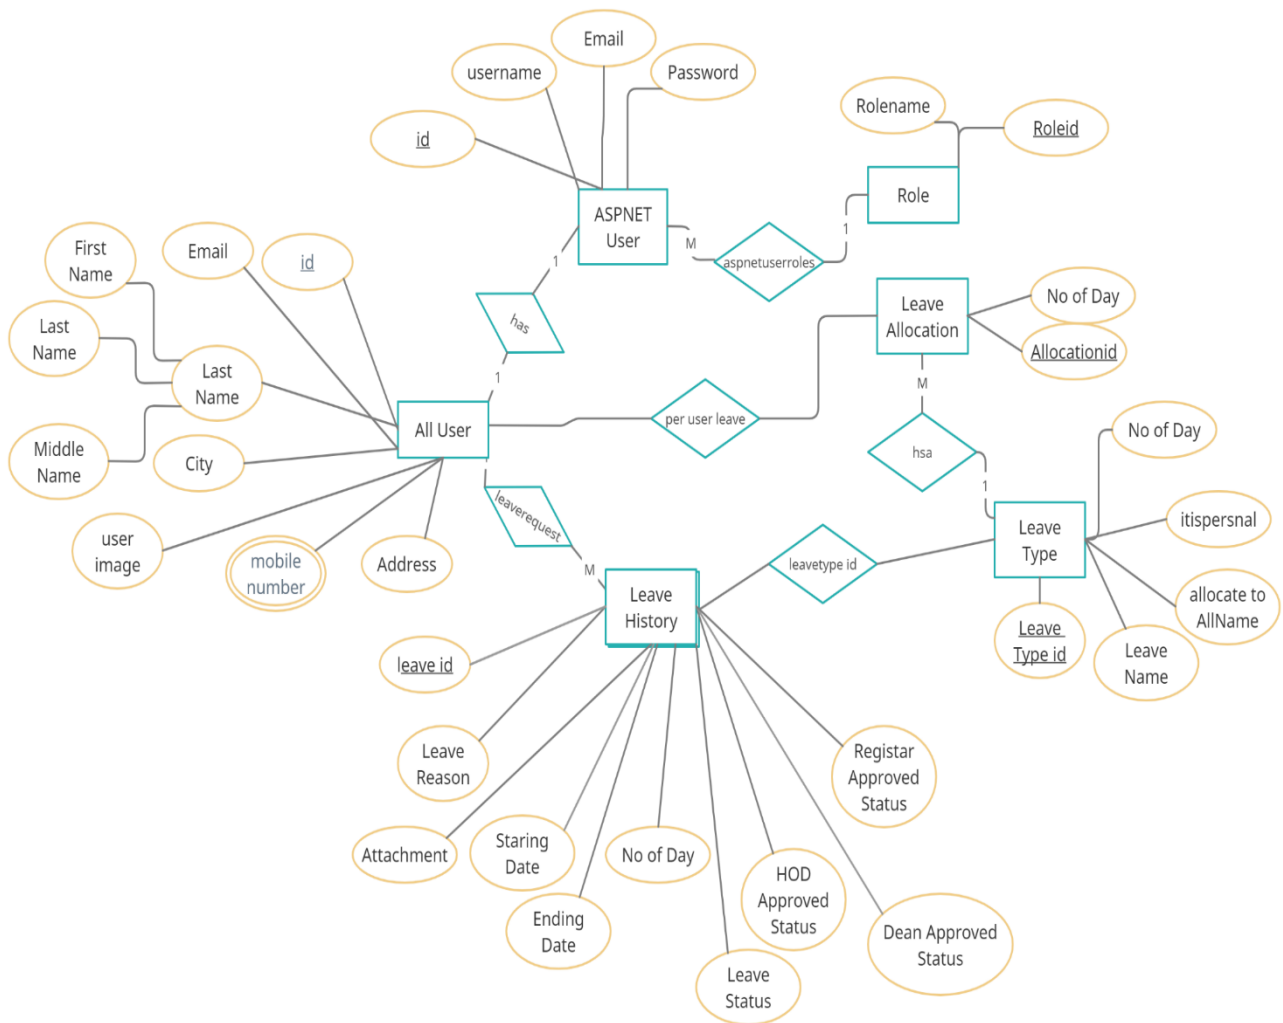 Email
username
Password
id
Rolename
Roleid
ASPNET
User
Role
M
1
aspnetuserroles
1
has
1
First
Name
Email
id
Last
Name
Last
Name
Middle
Name
City
All User
user
image
mobile
number
Address
per user leave
Leave
Allocation
No of Day
Allocationid
M
hsa
1
No of Day
itispersnal
allocate to
AllName
Leave
Name
Leave
Type id
Leave
Type
leaverequest
M
leavetype id
Leave
History
leave id
Leave
Reason
Attachment
Staring
Date
Ending
Date
No of Day
Leave
Status
HOD
Approved
Status
Dean Approved
Status
Registar
Approved
Status